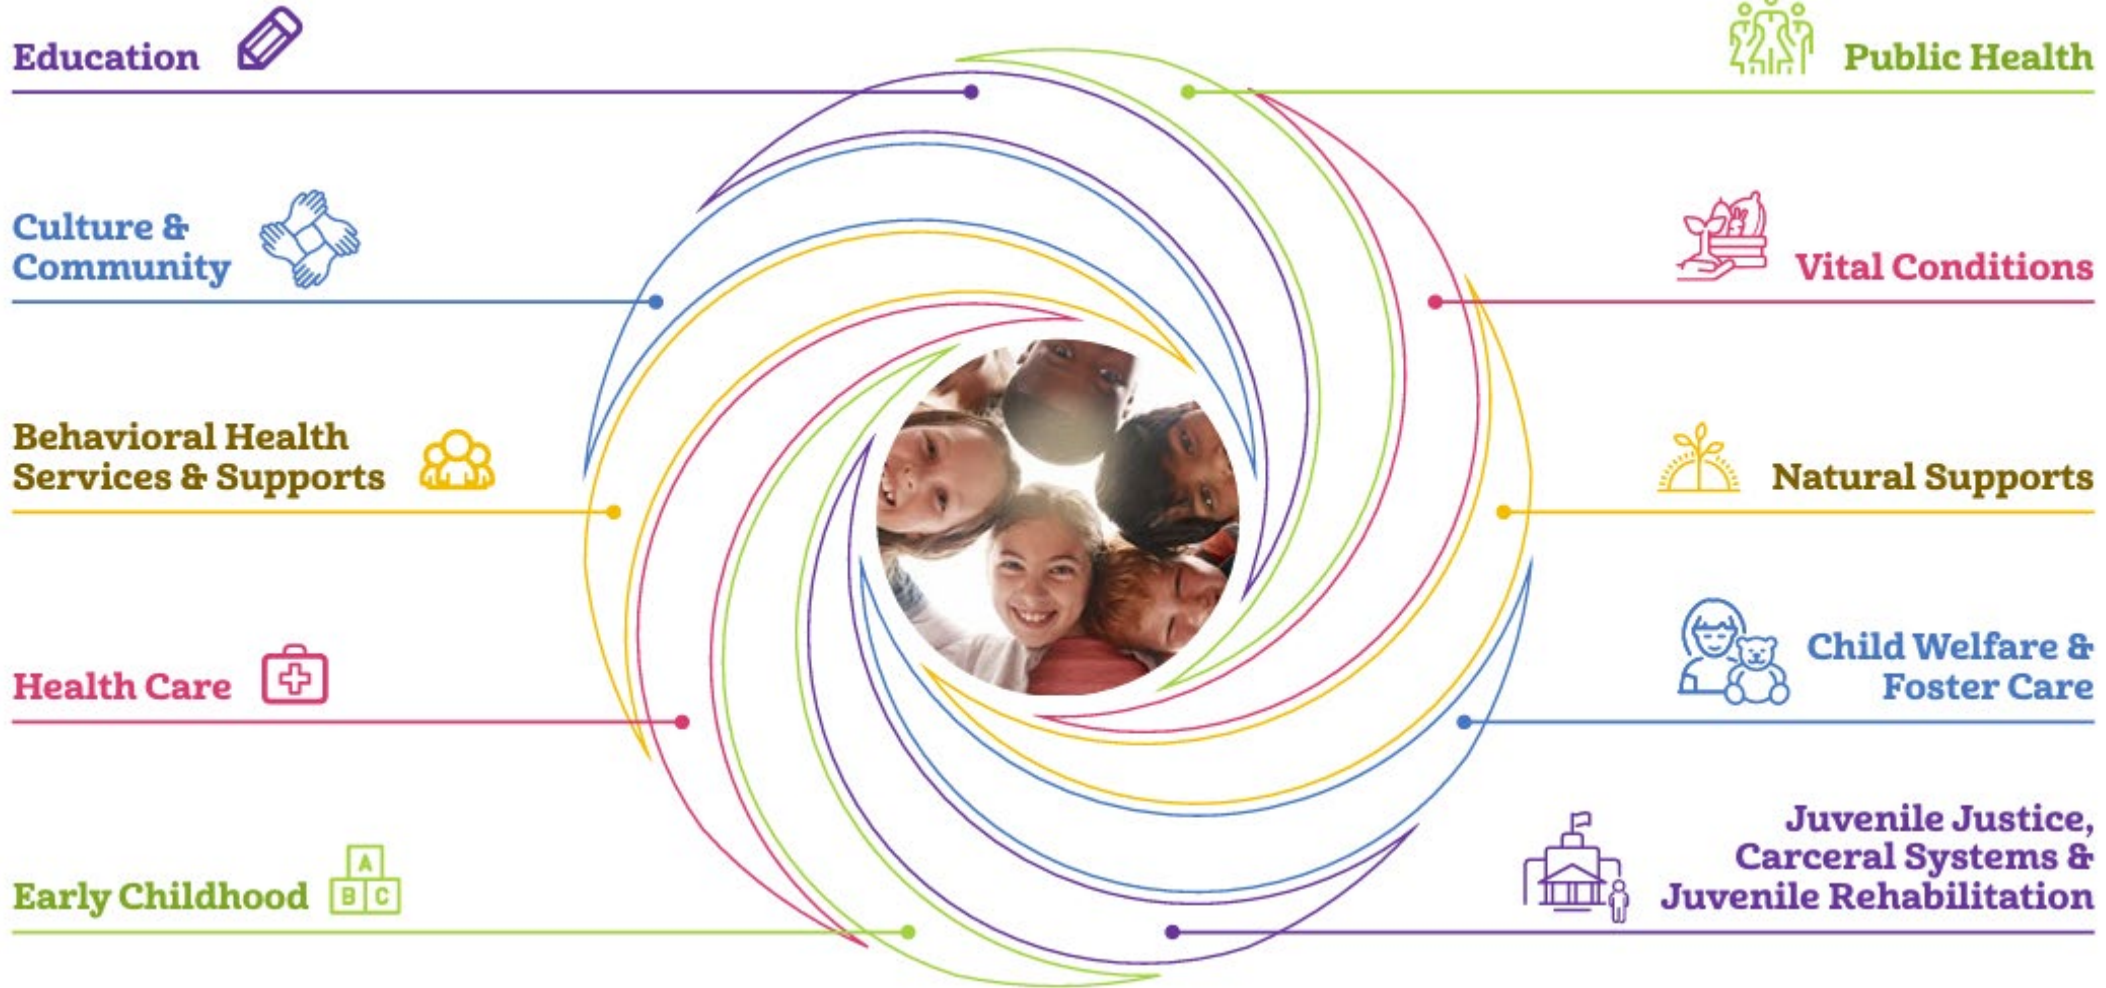 Education
Culture &
Community
Behavioral Health
Services & Supports
Health Care
Early Childhood
A
B C
Public Health
Vital Conditions
Natural Supports
Child Welfare &
Foster Care
Juvenile Justice,
Carceral Systems &
Juvenile Rehabilitation